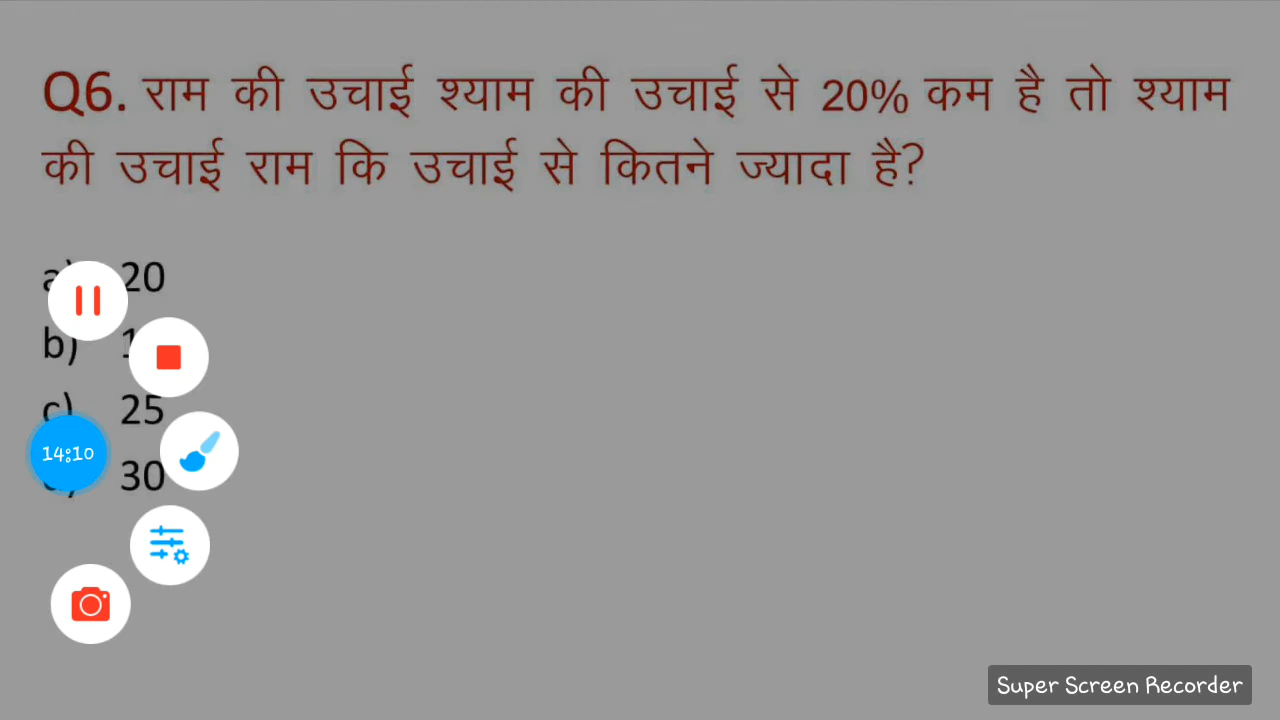 Q6. राम की उचाई श्याम की उचाई से 20% कम है तो श्याम
की उचाई राम कि उचाई से कितने ज्यादा है?
a) 20
b)
c) 25
30
14:10
Super Screen Recorder